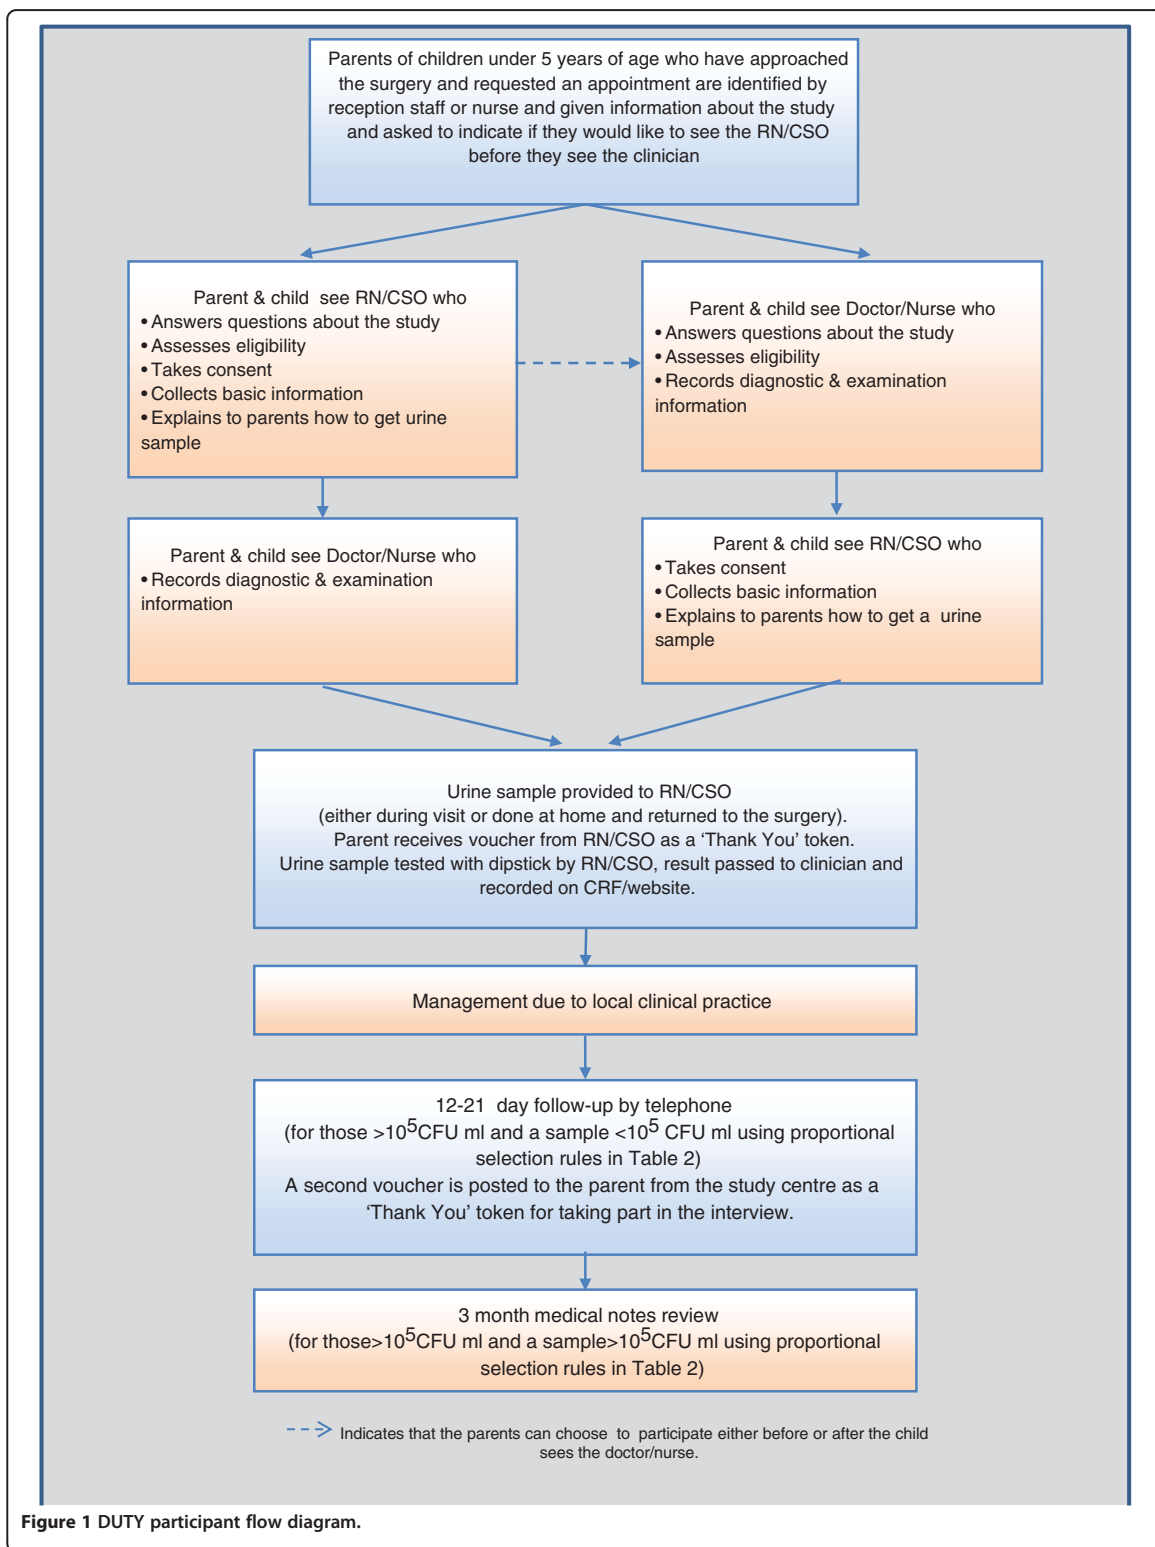 Parents of children under 5 years of age who have approached
the surgery and requested an appointment are identified by
reception staff or nurse and given information about the study
and asked to indicate if they would like to see the RN/CSO
before they see the clinician
Parent & child see RN/CSO who
• Answers questions about the study
• Assesses eligibility
• Takes consent
• Collects basic information
• Explains to parents how to get urine
sample
Parent & child see Doctor/Nurse who
• Answers questions about the study
• Assesses eligibility
• Records diagnostic & examination
information
Parent & child see Doctor/Nurse who
• Records diagnostic & examination
information
Parent & child see RN/CSO who
• Takes consent
• Collects basic information
• Explains to parents how to get a urine
sample
Urine sample provided to RN/CSO
(either during visit or done at home and returned to the surgery).
Parent receives voucher from RN/CSO as a ‘Thank You’ token.
Urine sample tested with dipstick by RN/CSO, result passed to clinician and
recorded on CRF/website.
Management due to local clinical practice
12-21 day follow-up by telephone
(for those >10⁵CFU ml and a sample <10⁵ CFU ml using proportional
selection rules in Table 2)
A second voucher is posted to the parent from the study centre as a
‘Thank You’ token for taking part in the interview.
3 month medical notes review
(for those>10⁵CFU ml and a sample>10⁵CFU ml using proportional
selection rules in Table 2)
Indicates that the parents can choose to participate either before or after the child
sees the doctor/nurse.
Figure 1 DUTY participant flow diagram.